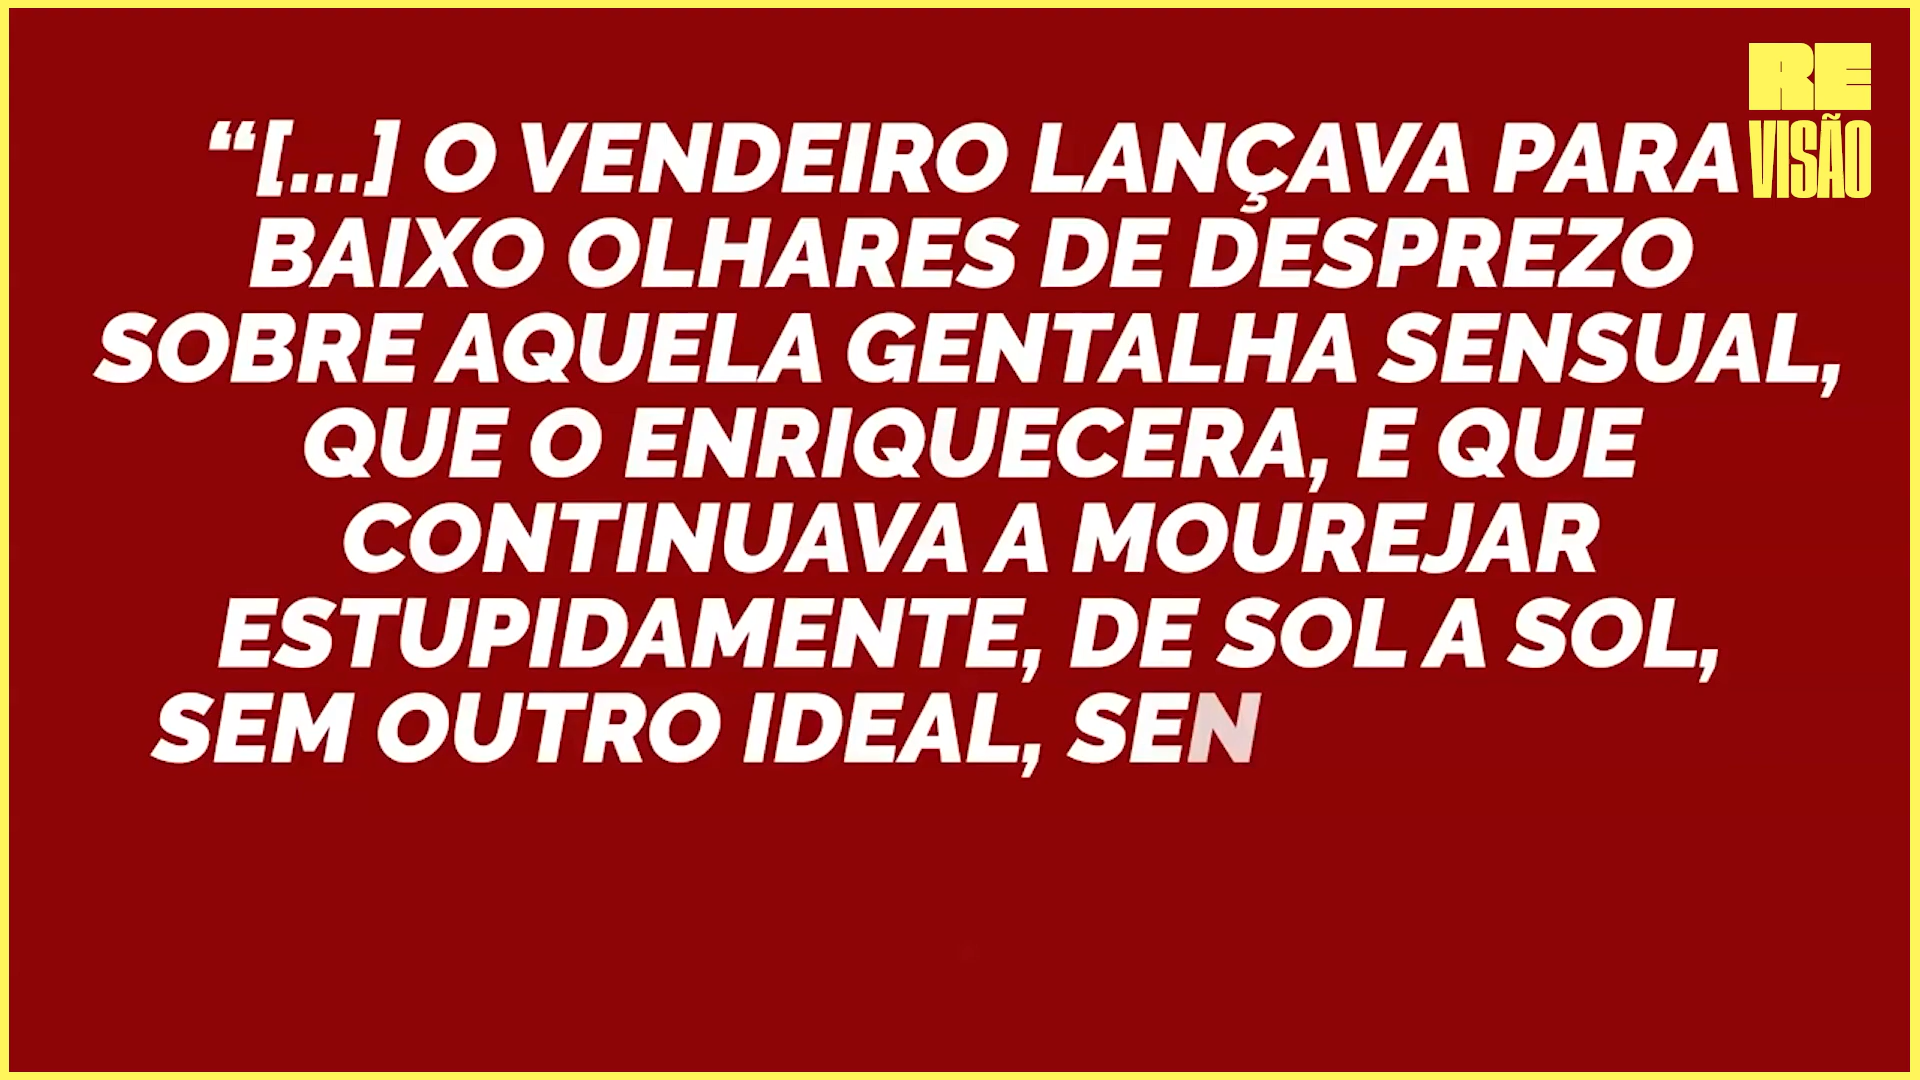 RE
VISÃO
“[...] O VENDEIRO LANÇAVA PARA
BAIXO OLHARES DE DESPREZO
SOBRE AQUELA GENTALHA SENSUAL,
QUE O ENRIQUECERA, E QUE
CONTINUAVA A MOUREJAR
ESTUPIDAMENTE, DE SOL A SOL,
SEM OUTRO IDEAL, SEN